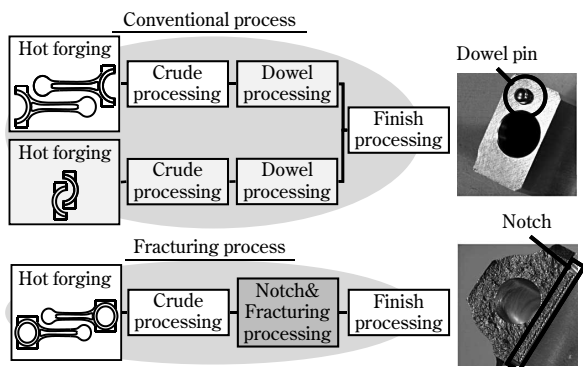 Conventional process
Hot forging
Crude
processing
Dowel
processing
Finish
processing
Hot forging
Crude
processing
Dowel
processing
Dowel pin
Fracturing process
Hot forging
Crude
processing
Notch&
Fracturing
processing
Finish
processing
Notch